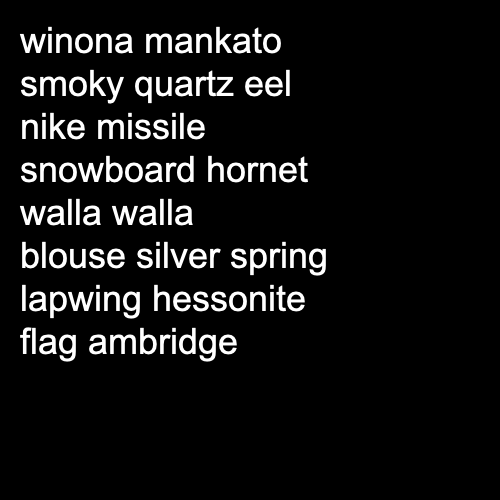 winona mankato
smoky quartz eel
nike missile
snowboard hornet
walla walla
blouse silver spring
lapwing hessonite
flag ambridge